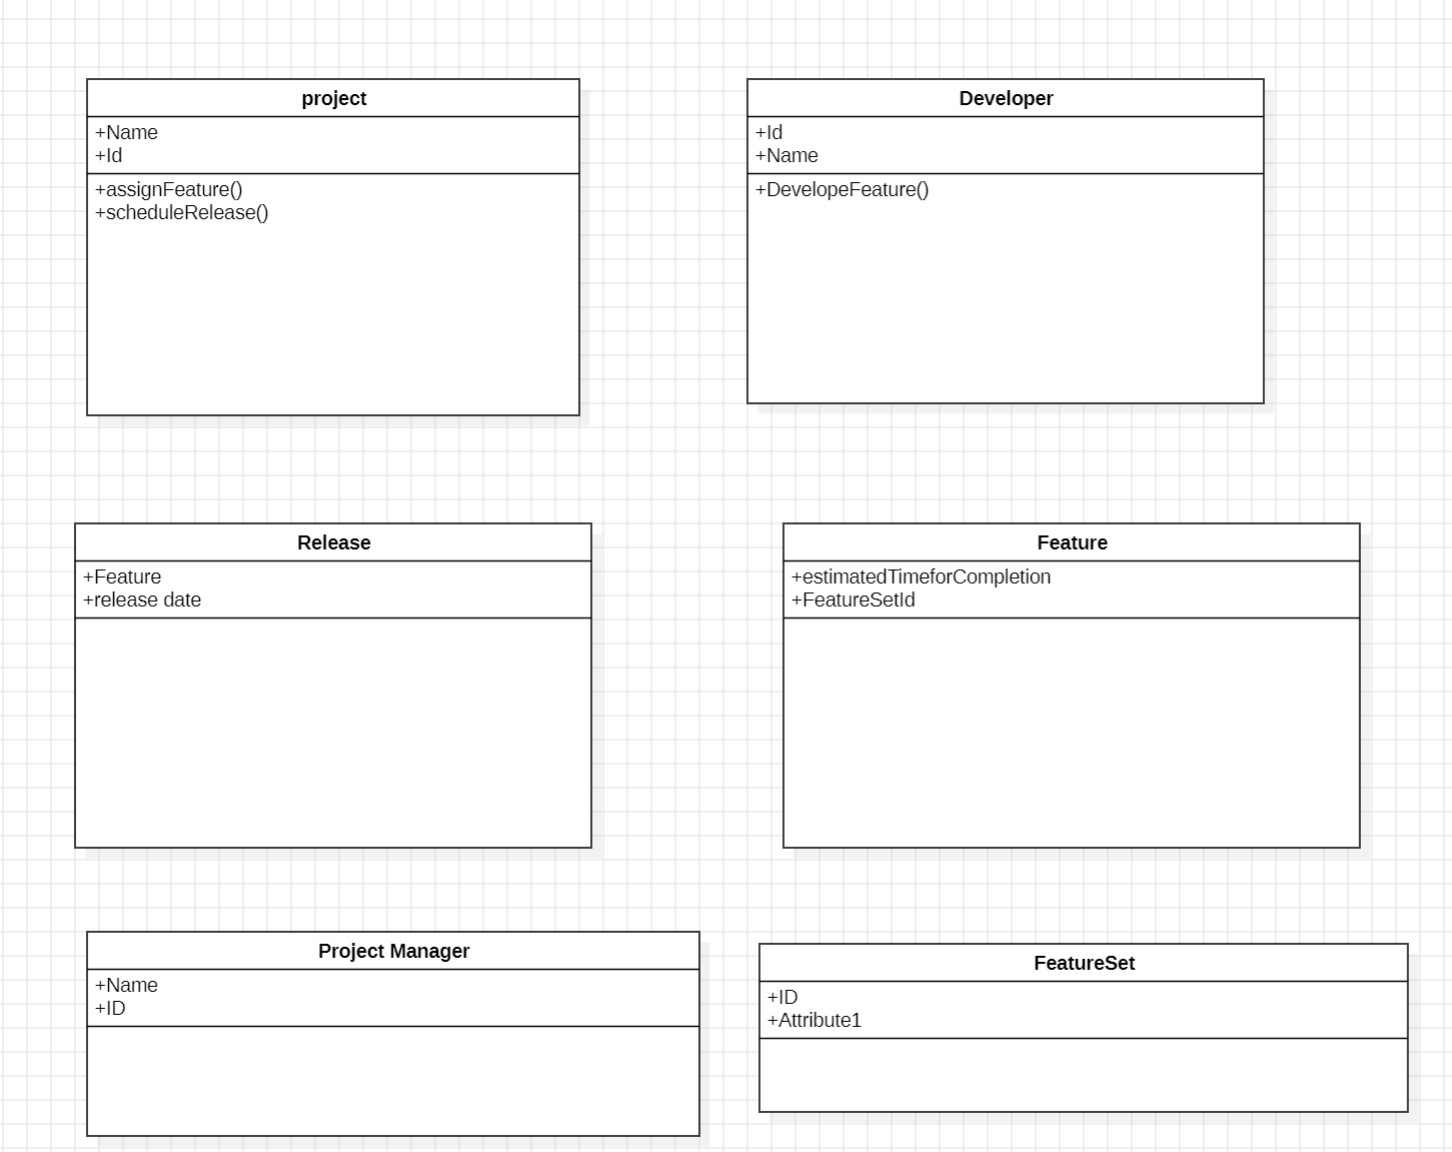 project
+Name
+Id
+assignFeature()
+scheduleRelease()
Developer
+Id
+Name
+DevelopeFeature()
Release
+Feature
+release date
Feature
+estimatedTimeforCompletion
+FeatureSetId
Project Manager
+Name
+ID
FeatureSet
+ID
+Attribute1